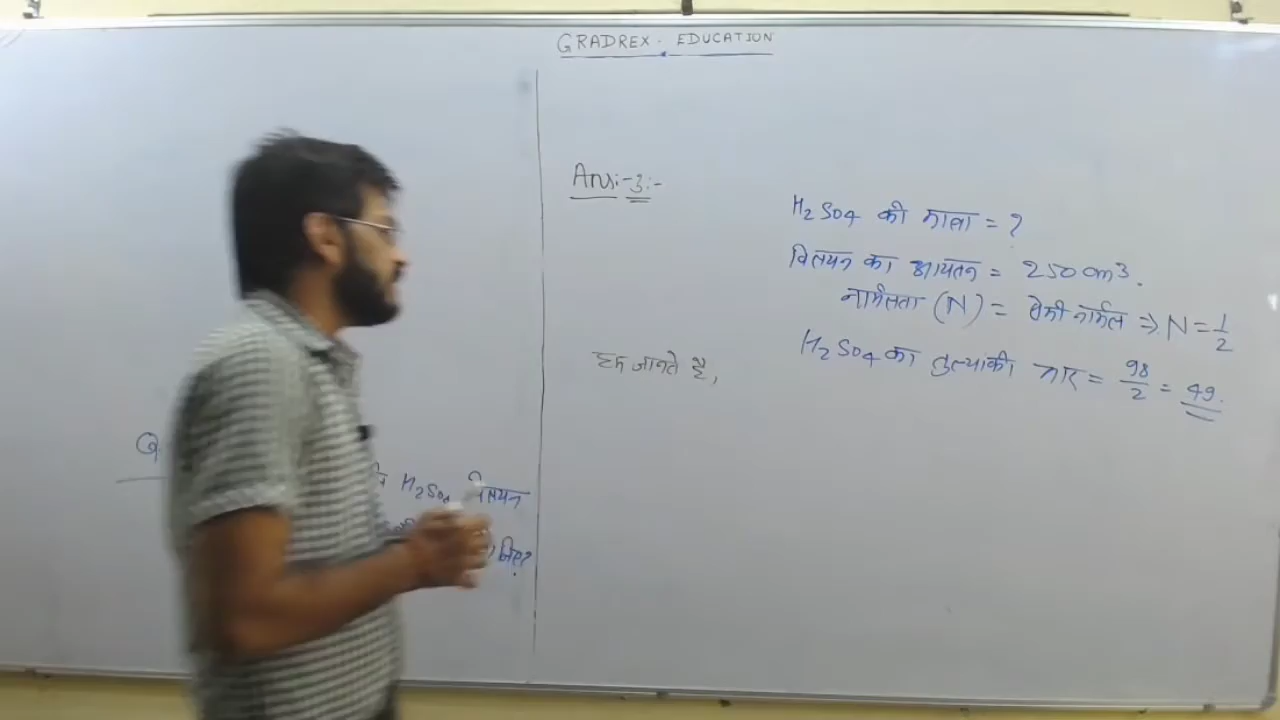 GRADREX. EDUCATION
Ans:-3:-
H2SO4 की मात्रा = ?
विलयन का आयतन = 250 cm3.
नार्मलता (N) = सेमी नार्मल => N = 1/2
H2SO4 का तुल्यांकी भार = 98/2 = 49.
हम जानते है,
Q
H2SO4 विलयन